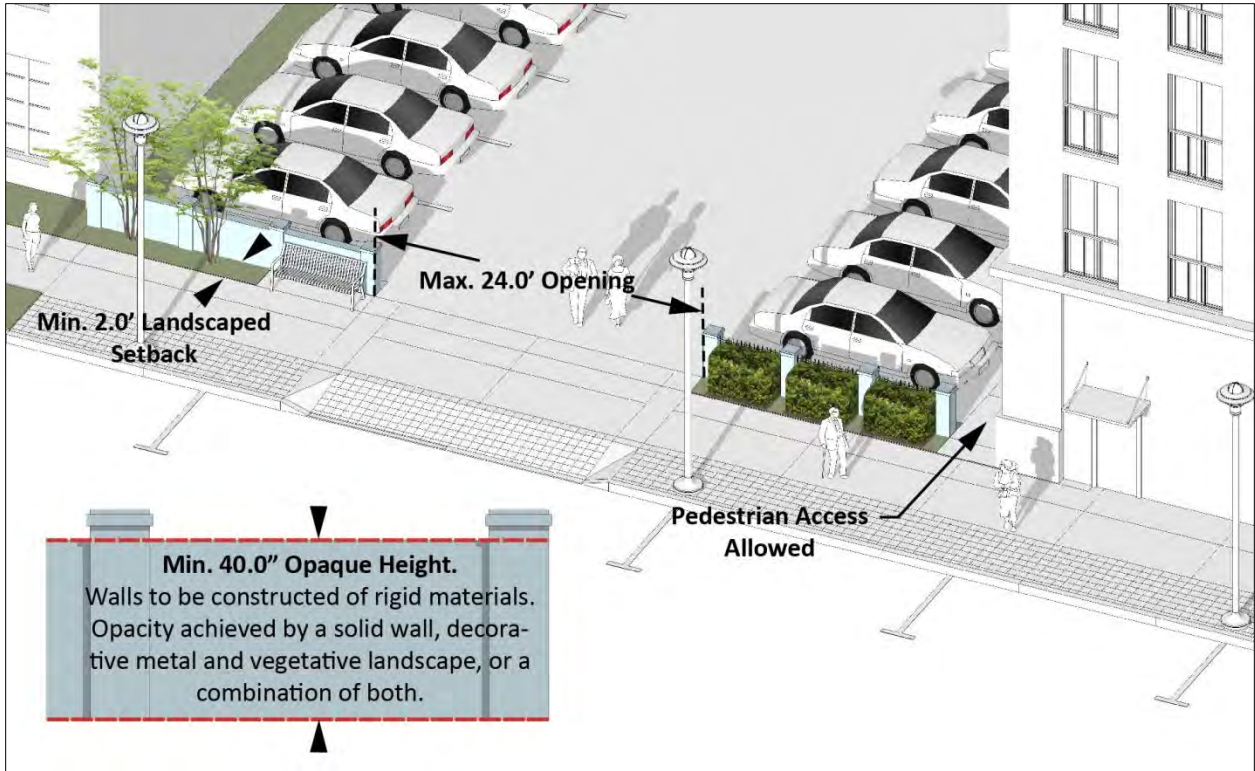 Max. 24.0’ Opening
Min. 2.0’ Landscaped
Setback
Pedestrian Access
Allowed
Min. 40.0” Opaque Height.
Walls to be constructed of rigid materials.
Opacity achieved by a solid wall, decora-
tive metal and vegetative landscape, or a
combination of both.